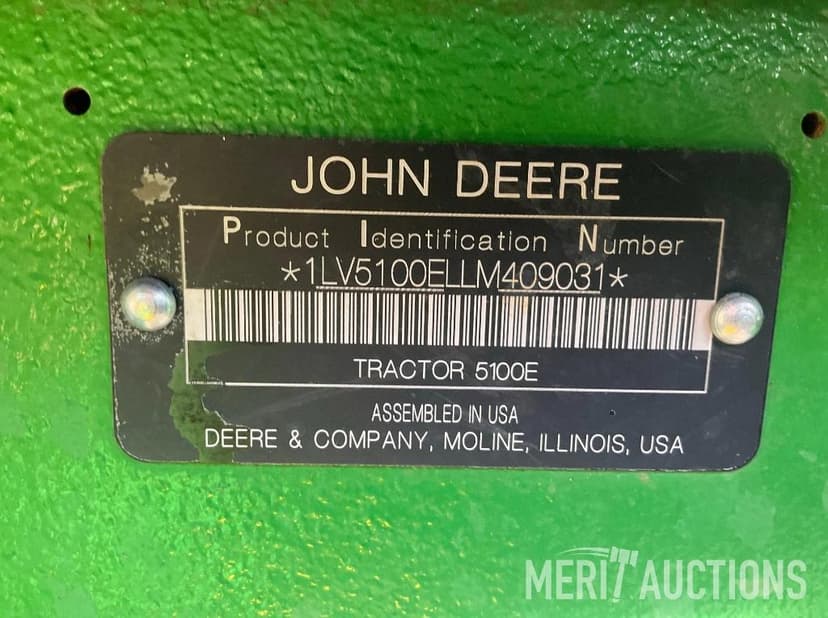 JOHN DEERE
Product Identification Number
*1LV5100ELLM409031*
TRACTOR 5100E
ASSEMBLED IN USA
DEERE & COMPANY, MOLINE, ILLINOIS, USA
MERIT AUCTIONS